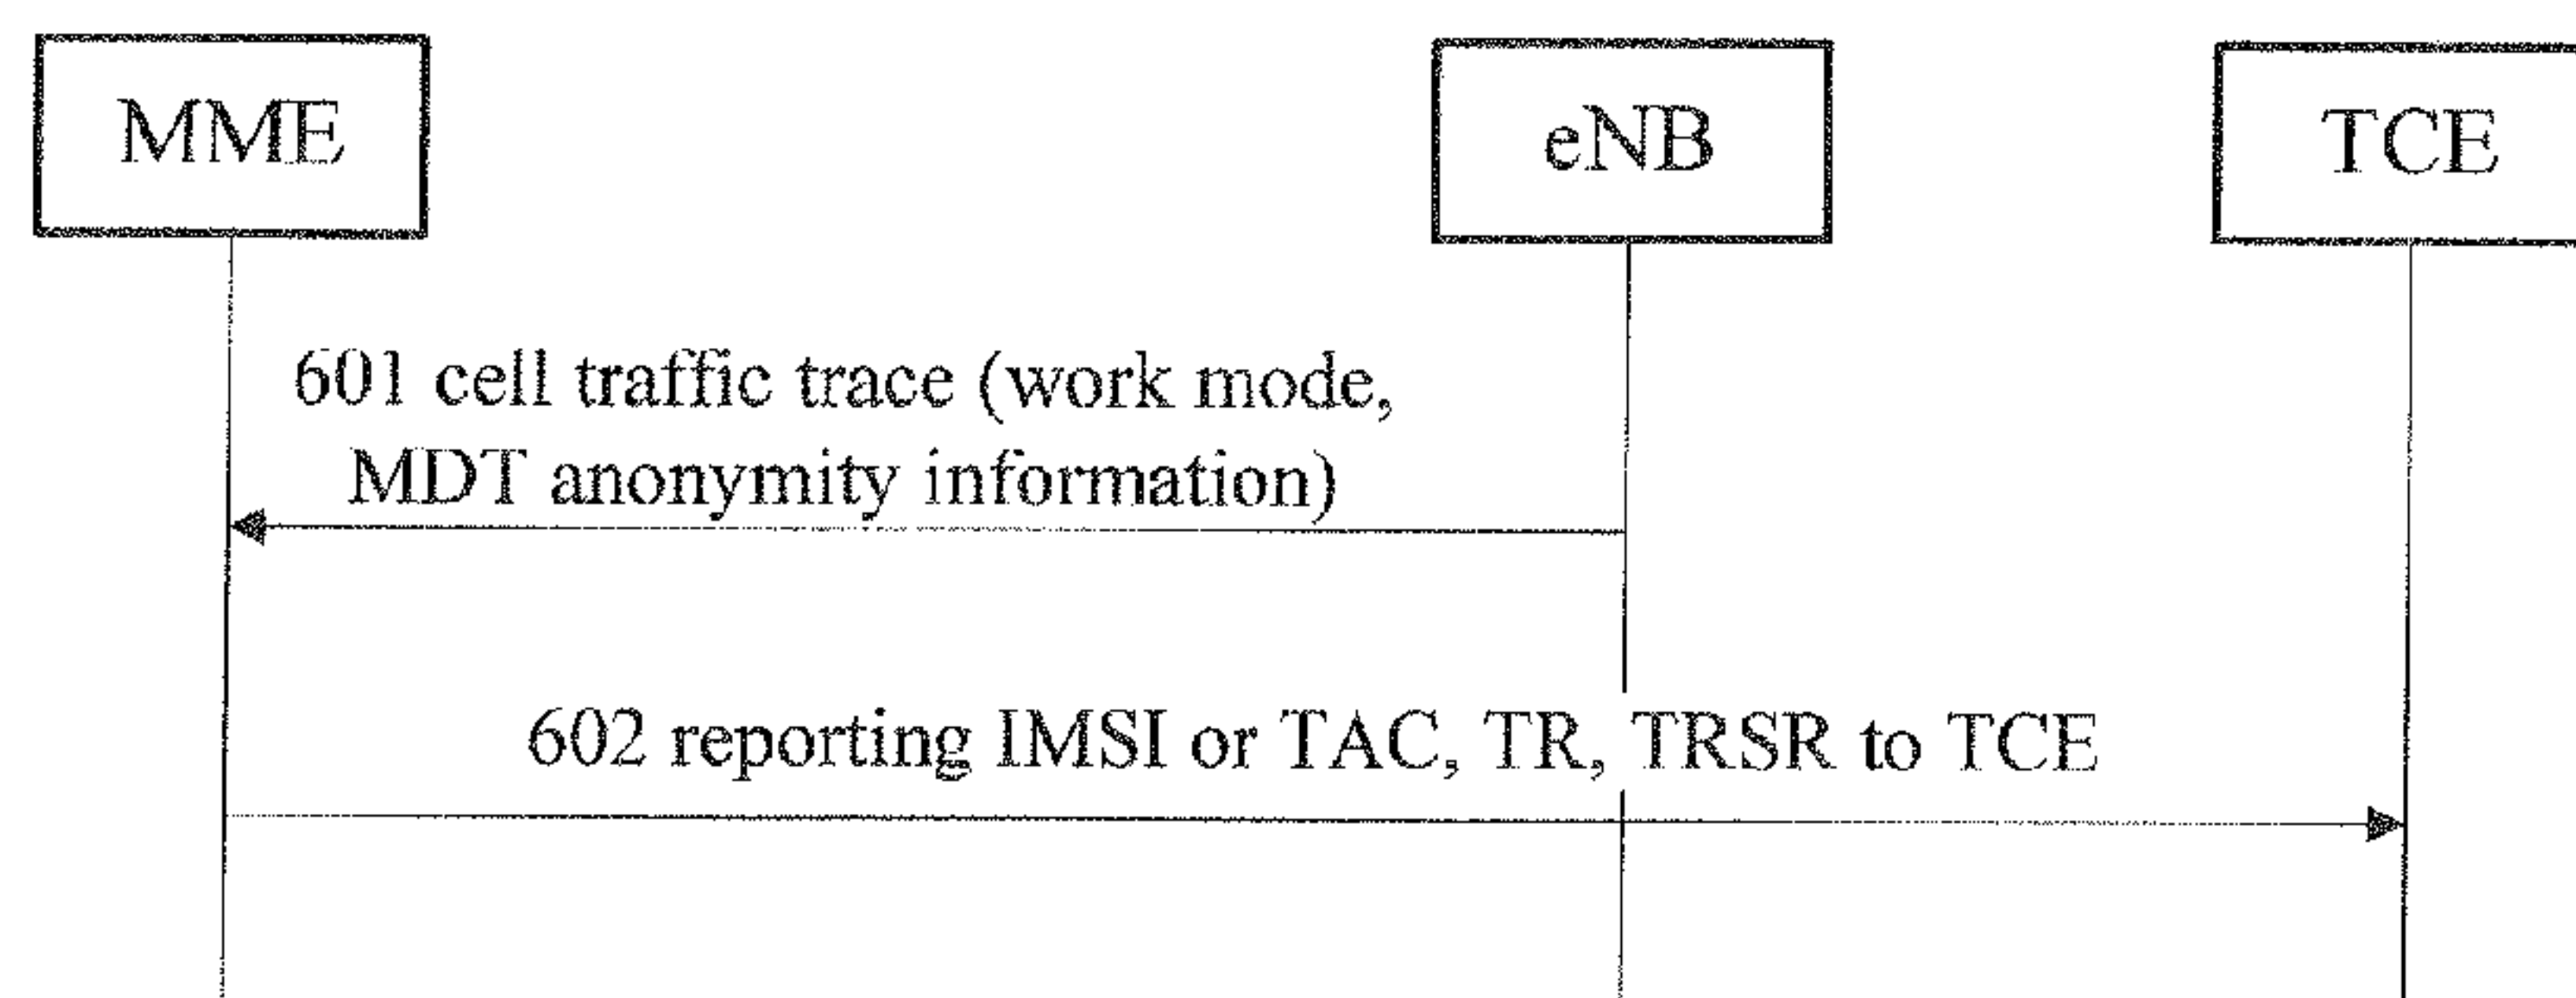 MME
eNB
TCE
601 cell traffic trace (work mode,
MDT anonymity information)
602 reporting IMSI or TAC, TR, TRSR to TCE